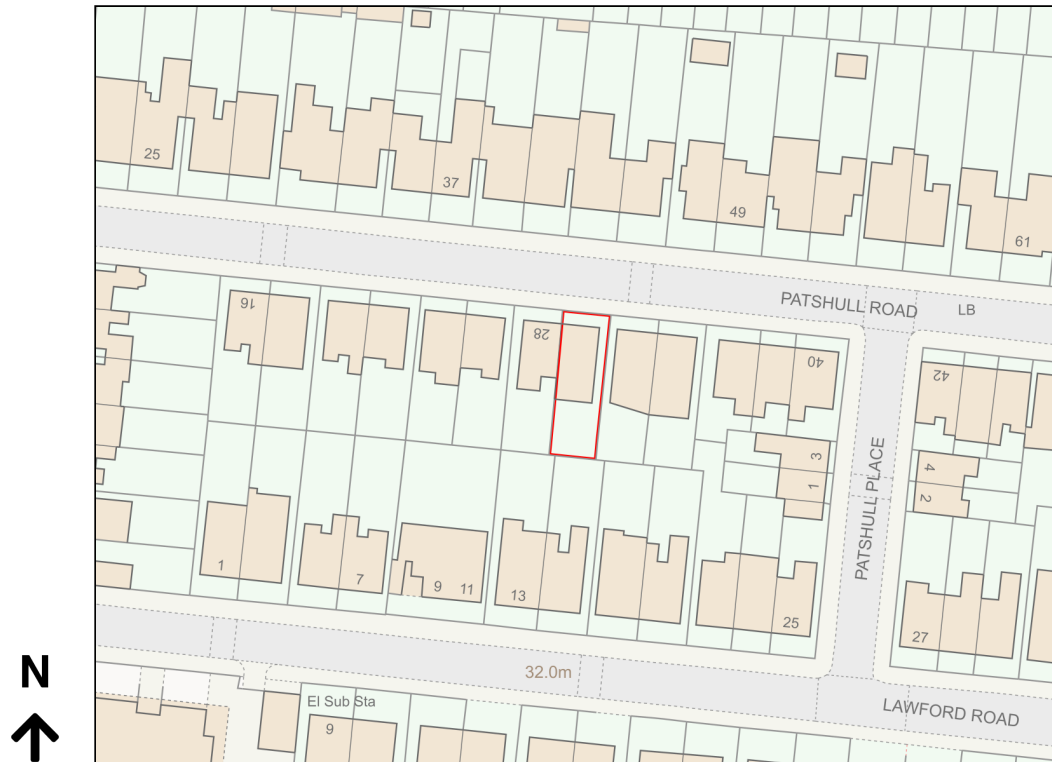 25
37
49
61
PATSHULL ROAD
LB
16
28
40
42
3
1
4
2
PATSHULL PLACE
1
7
9
11
13
25
27
N
32.0m
El Sub Sta
LAWFORD ROAD
9